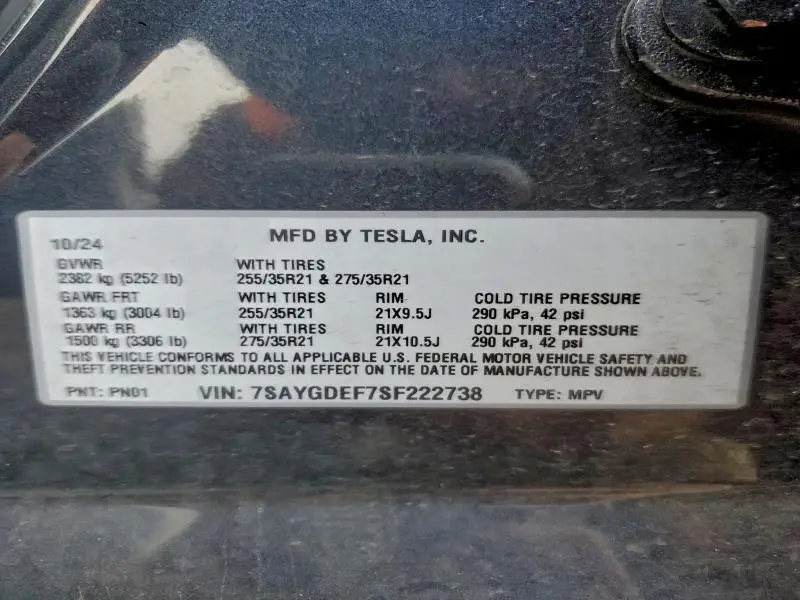 10/24 MFD BY TESLA, INC.
GVWR WITH TIRES
2382 kg (5252 lb) 255/35R21 & 275/35R21
GAWR FRT WITH TIRES RIM COLD TIRE PRESSURE
1363 kg (3004 lb) 255/35R21 21X9.5J 290 kPa, 42 psi
GAWR RR WITH TIRES RIM COLD TIRE PRESSURE
1500 kg (3306 lb) 275/35R21 21X10.5J 290 kPa, 42 psi
THIS VEHICLE CONFORMS TO ALL APPLICABLE U.S. FEDERAL MOTOR VEHICLE SAFETY AND
THEFT PREVENTION STANDARDS IN EFFECT ON THE DATE OF MANUFACTURE SHOWN ABOVE.
PNT: PN01 VIN: 7SAYGDEF7SF222738 TYPE: MPV